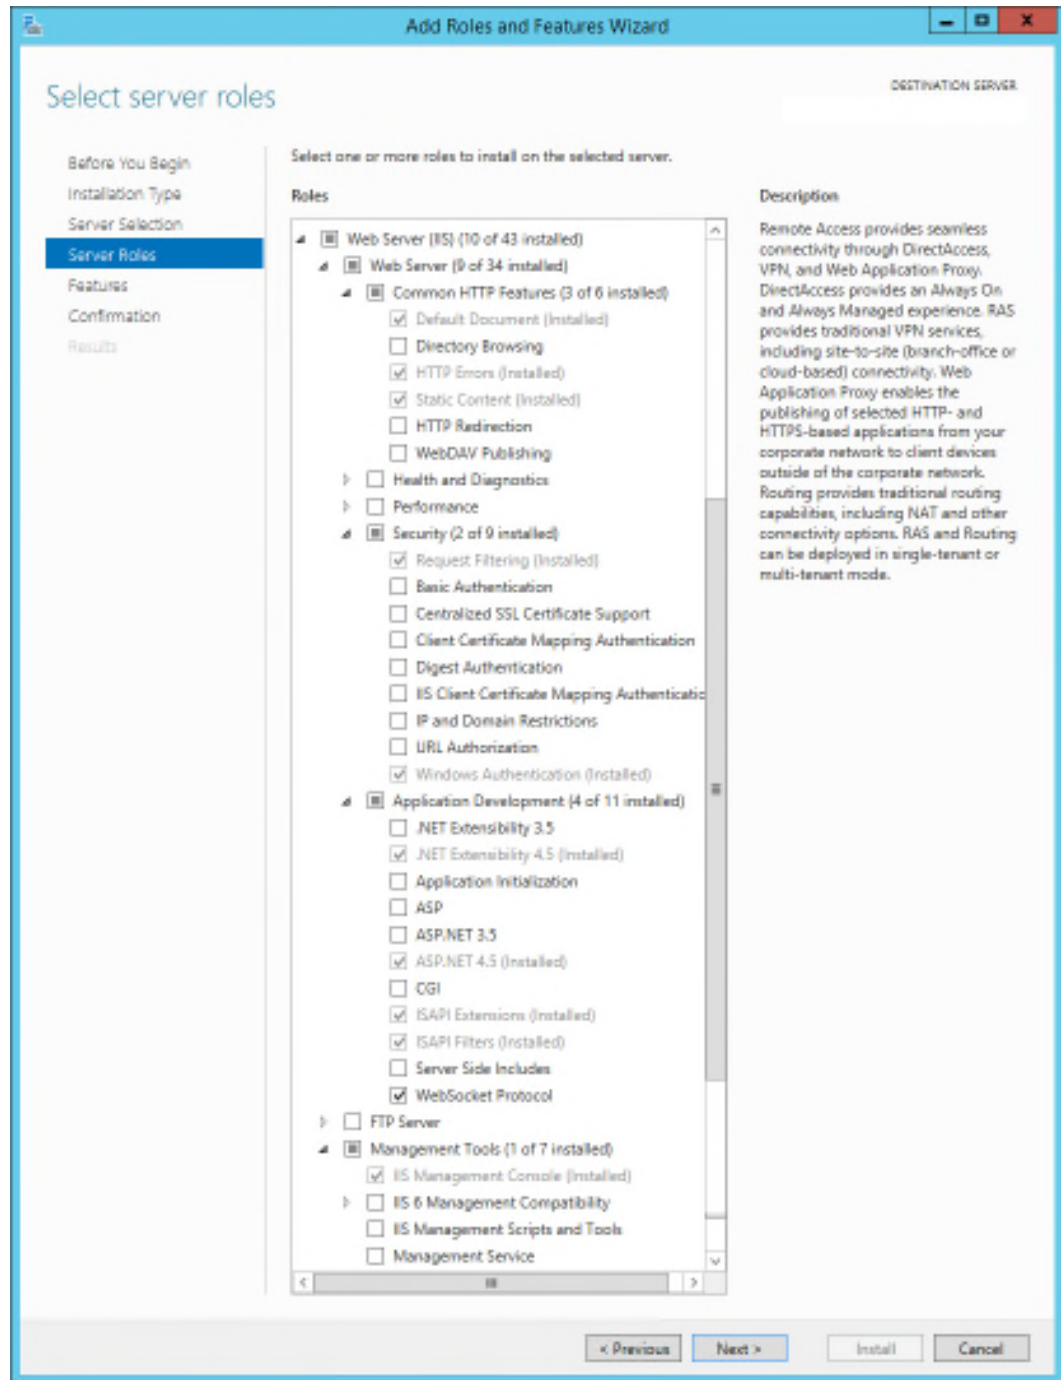 Add Roles and Features Wizard
Select server roles
DESTINATION SERVER
Before You Begin
Installation Type
Server Selection
Server Roles
Features
Confirmation
Results
Select one or more roles to install on the selected server.
Roles
Web Server (IIS) (10 of 43 installed)
Web Server (9 of 34 installed)
Common HTTP Features (3 of 6 installed)
Default Document (Installed)
Directory Browsing
HTTP Errors (Installed)
Static Content (Installed)
HTTP Redirection
WebDAV Publishing
Health and Diagnostics
Performance
Security (2 of 9 installed)
Request Filtering (Installed)
Basic Authentication
Centralized SSL Certificate Support
Client Certificate Mapping Authentication
Digest Authentication
IIS Client Certificate Mapping Authenticatic
IP and Domain Restrictions
URL Authorization
Windows Authentication (Installed)
Application Development (4 of 11 installed)
.NET Extensibility 3.5
.NET Extensibility 4.5 (Installed)
Application Initialization
ASP
ASP.NET 3.5
ASP.NET 4.5 (Installed)
CGI
ISAPI Extensions (Installed)
ISAPI Filters (Installed)
Server Side Includes
WebSocket Protocol
FTP Server
Management Tools (1 of 7 installed)
IIS Management Console (Installed)
IIS 6 Management Compatibility
IIS Management Scripts and Tools
Management Service
Description
Remote Access provides seamless
connectivity through DirectAccess,
VPN, and Web Application Proxy.
DirectAccess provides an Always On
and Always Managed experience. RAS
provides traditional VPN services,
including site-to-site (branch-office or
cloud-based) connectivity. Web
Application Proxy enables the
publishing of selected HTTP- and
HTTPS-based applications from your
corporate network to client devices
outside of the corporate network.
Routing provides traditional routing
capabilities, including NAT and other
connectivity options. RAS and Routing
can be deployed in single-tenant or
multi-tenant mode.
< Previous
Next >
Install
Cancel